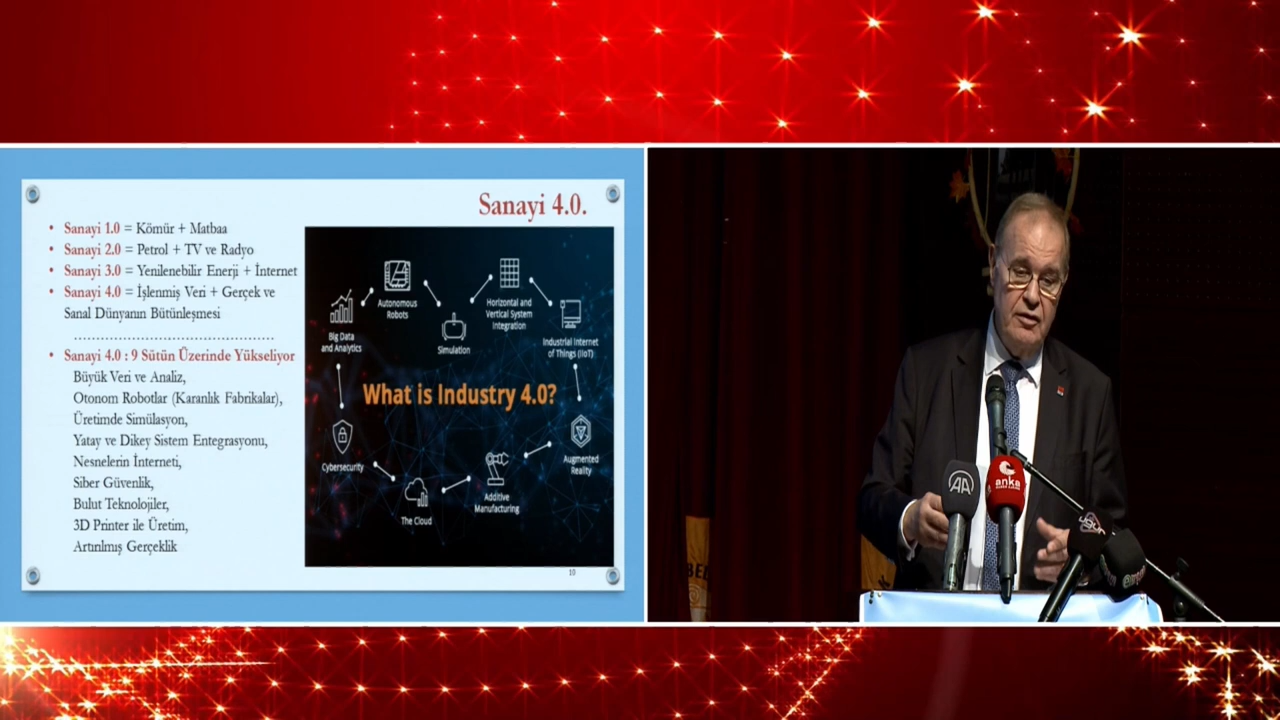 Sanayi 4.0.
• Sanayi 1.0 = Kömür + Matbaa
• Sanayi 2.0 = Petrol + TV ve Radyo
• Sanayi 3.0 = Yenilenebilir Enerji + İnternet
• Sanayi 4.0 = İşlenmiş Veri + Gerçek ve
Sanal Dünyanın Bütünleşmesi
.....................................................
• Sanayi 4.0 : 9 Sütün Üzerinde Yükseliyor
Büyük Veri ve Analiz,
Otonom Robotlar (Karanlık Fabrikalar),
Üretimde Simülasyon,
Yatay ve Dikey Sistem Entegrasyonu,
Nesnelerin İnterneti,
Siber Güvenlik,
Bulut Teknolojiler,
3D Printer ile Üretim,
Artırılmış Gerçeklik
Autonomous
Robots
Horizontal and
Vertical System
Integration
Big Data
and Analytics
Simulation
Industrial Internet
of Things (IIoT)
What is Industry 4.0?
Cybersecurity
Augmented
Reality
The Cloud
Additive
Manufacturing
10
AA
anka